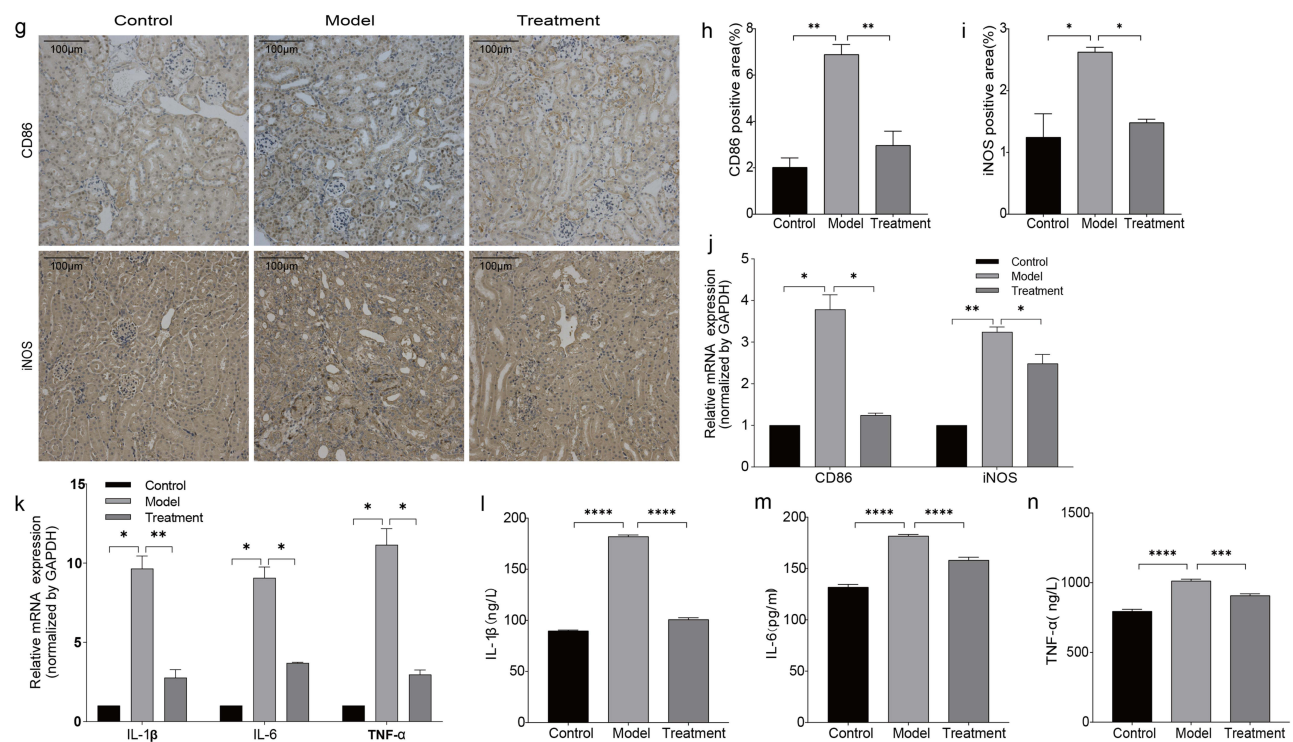 g
Control
Model
Treatment
CD86
100μm
100μm
100μm
iNOS
100μm
100μm
100μm
h
CD86 positive area(%)
8
6
4
2
0
**
**
Control
Model
Treatment
i
iNOS positive area(%)
3
2
1
0
*
*
Control
Model
Treatment
j
Relative mRNA expression
(normalized by GAPDH)
5
4
3
2
1
0
Control
Model
Treatment
*
*
**
*
CD86
iNOS
k
Relative mRNA expression
(normalized by GAPDH)
15
10
5
0
Control
Model
Treatment
*
**
*
*
*
*
IL-1β
IL-6
TNF-α
l
IL-1β (ng/L)
200
150
100
50
0
****
****
Control
Model
Treatment
m
IL-6(pg/m)
200
150
100
50
0
****
****
Control
Model
Treatment
n
TNF-α( ng/L)
1500
1000
500
0
****
***
Control
Model
Treatment